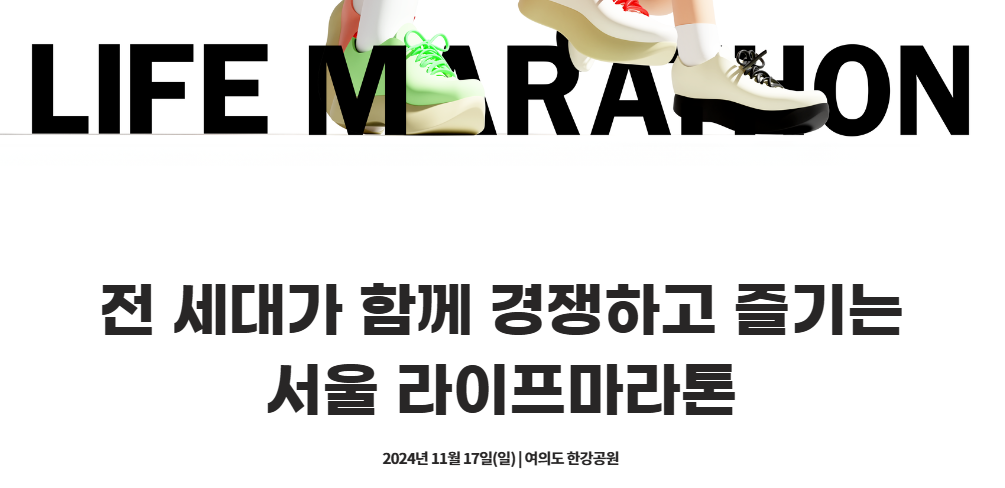 LIFE MARATHON
전 세대가 함께 경쟁하고 즐기는
서울 라이프마라톤
2024년 11월 17일(일) | 여의도 한강공원